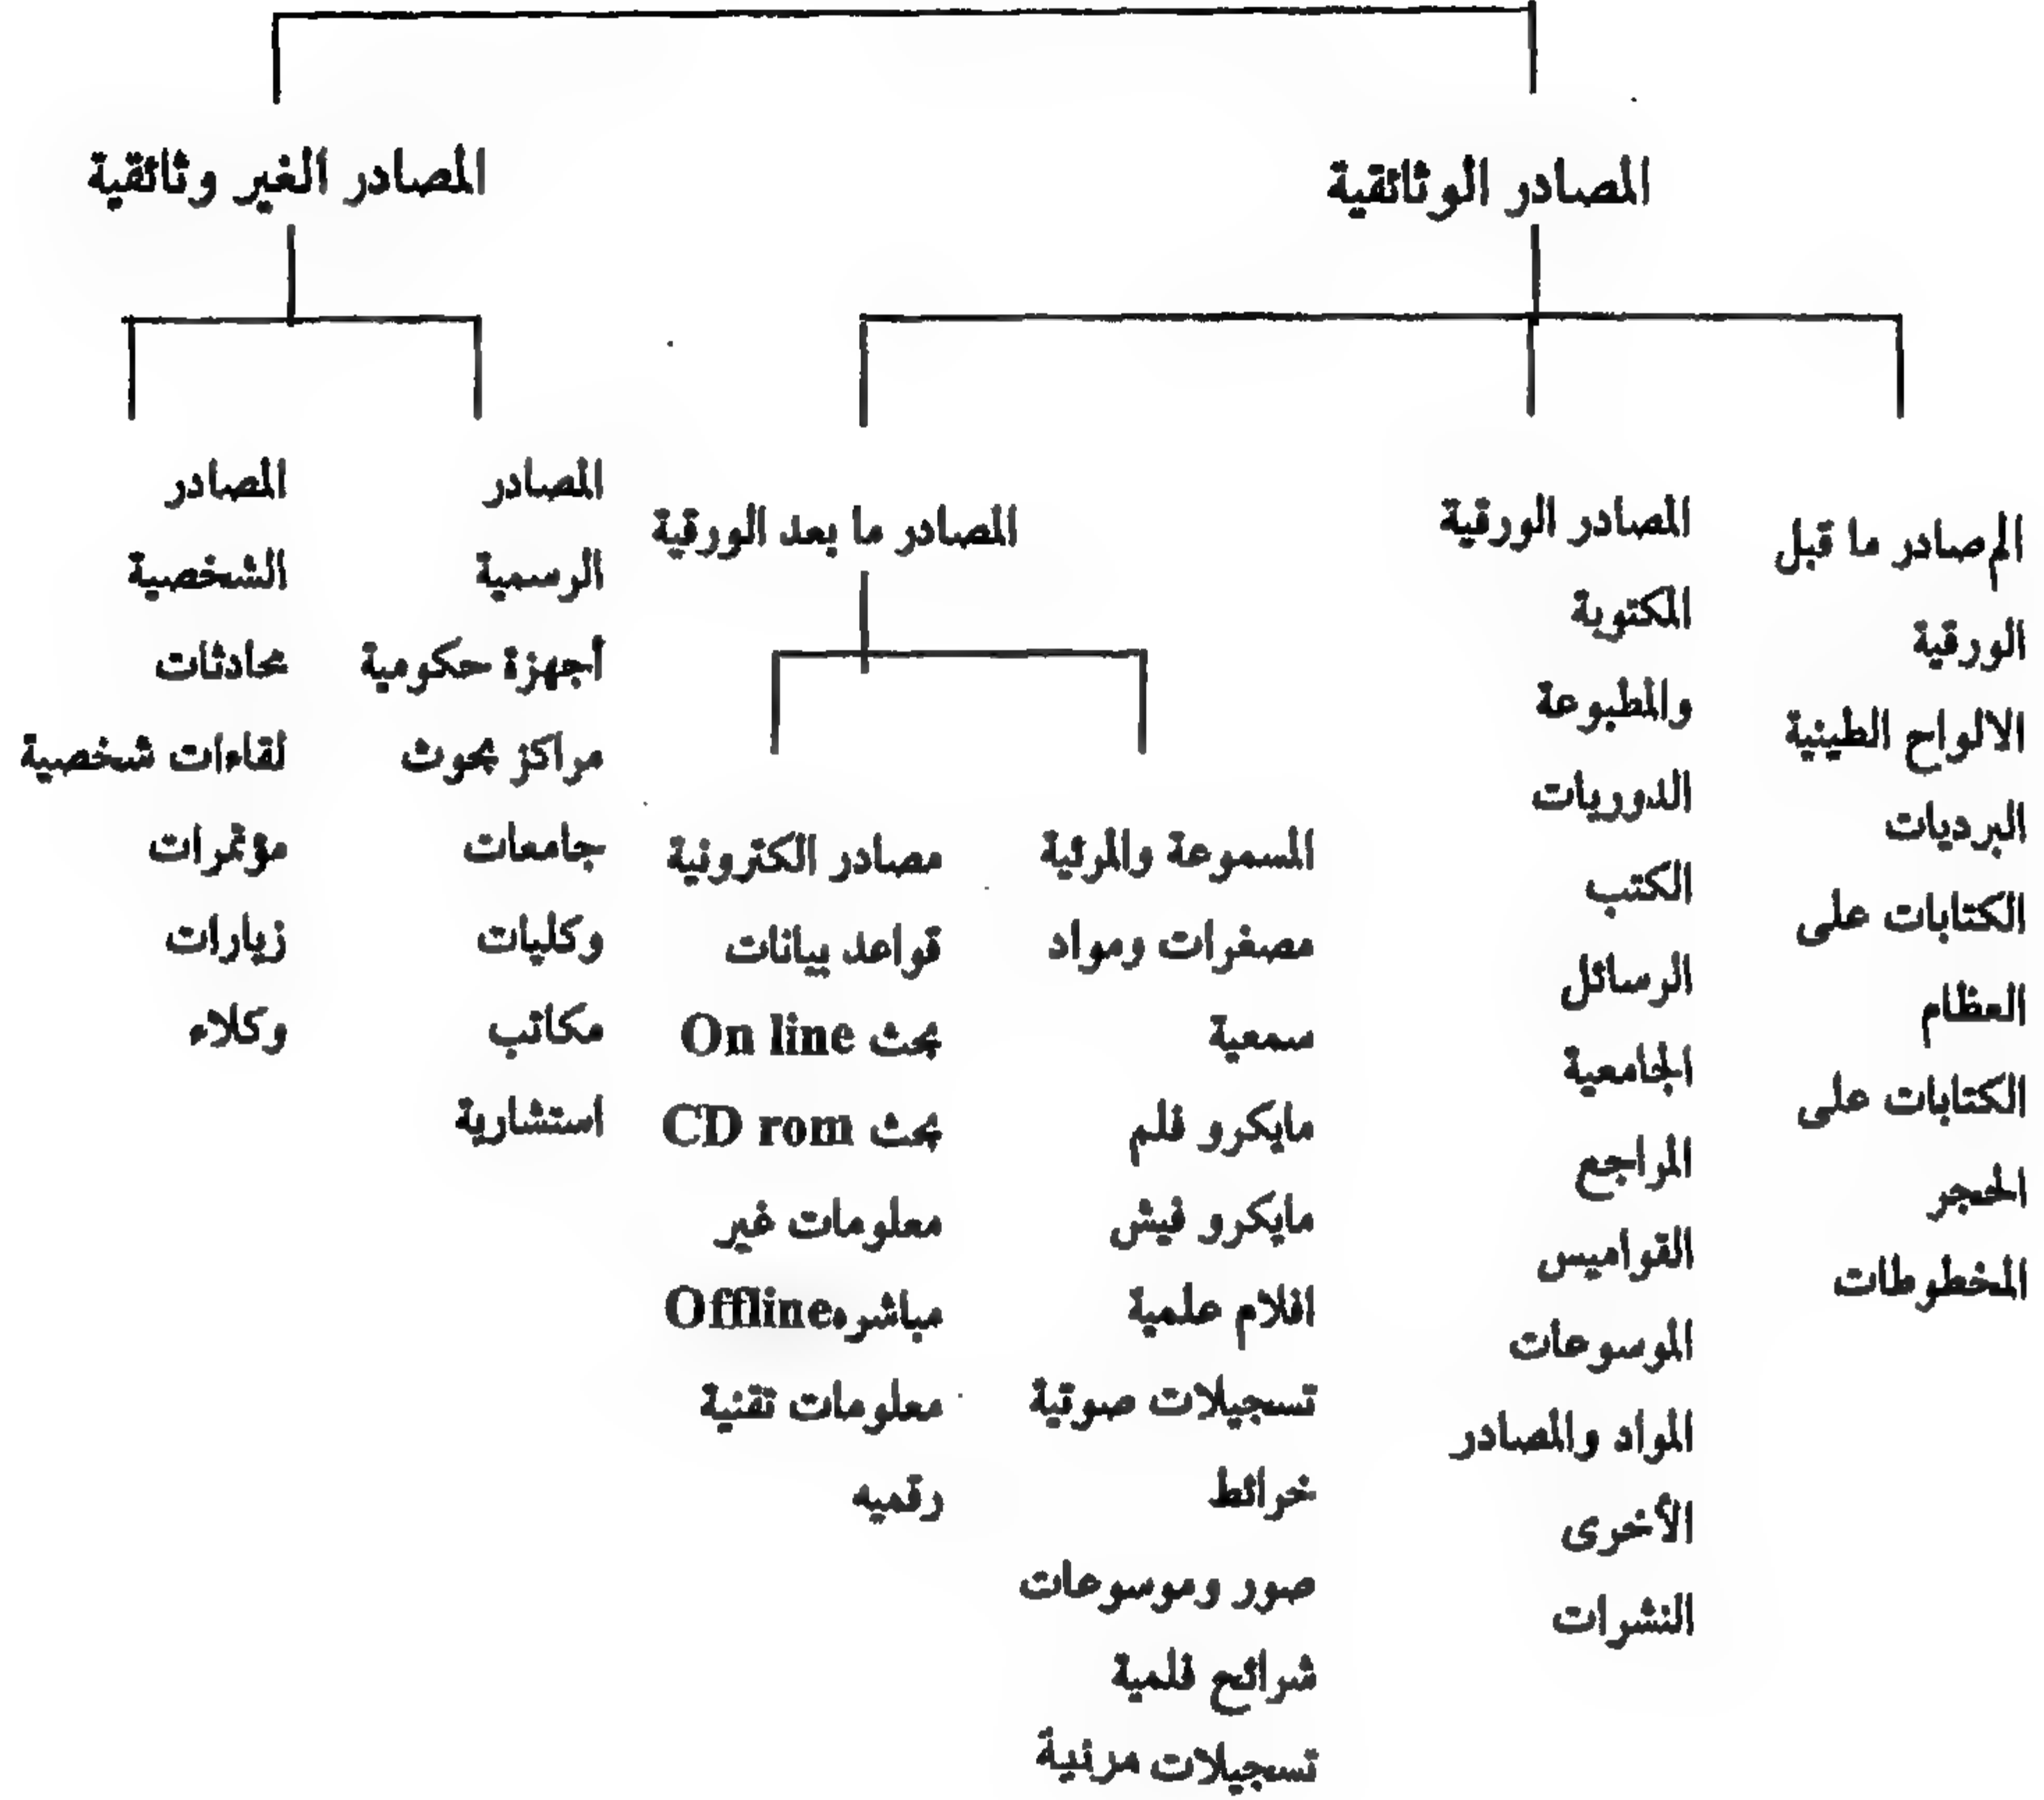 المصادر الوثائقية
المصادر الغير وثائقية
المصادر ما قبل
الورقية
الالواح الطينية
البرديات
الكتابات على
العظام
الكتابات على
الحجر
المخطوطات
المصادر الورقية
المكتوبة
والمطبوعة
الدوريات
الكتب
الرسائل
الجامعية
المراجع
القواميس
الموسوعات
المواد والمصادر
الأخرى
النشرات
المصادر ما بعد الورقية
المسموعة والمرئية
مصغرات ومواد
سمعية
مايكرو فلم
مايكرو فيش
افلام علمية
تسجيلات صوتية
خرائط
صور وموسوعات
شرائح فلمية
تسجيلات مرئية
مصادر الكترونية
قواعد بيانات
بحث On line
بحث CD rom
معلومات غير
مباشرهOffline
معلومات تقنية
رقميه
المصادر
الرسمية
أجهزة حكومية
مراكز بحوث
جامعات
وكليات
مكاتب
استشارية
المصادر
الشخصية
محادثات
لقاءات شخصية
مؤتمرات
زيارات
وكلاء